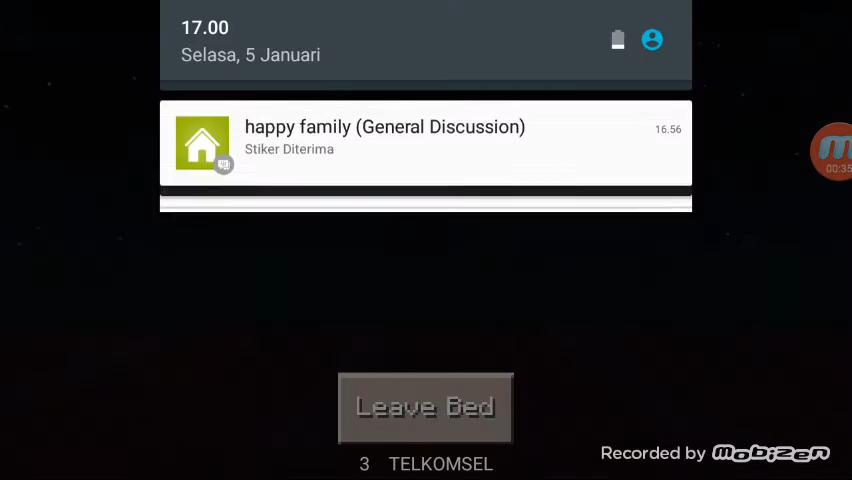 17.00
Selasa, 5 Januari
happy family (General Discussion)
16.56
Stiker Diterima
00:35
Leave Bed
3 TELKOMSEL
Recorded by mobizen